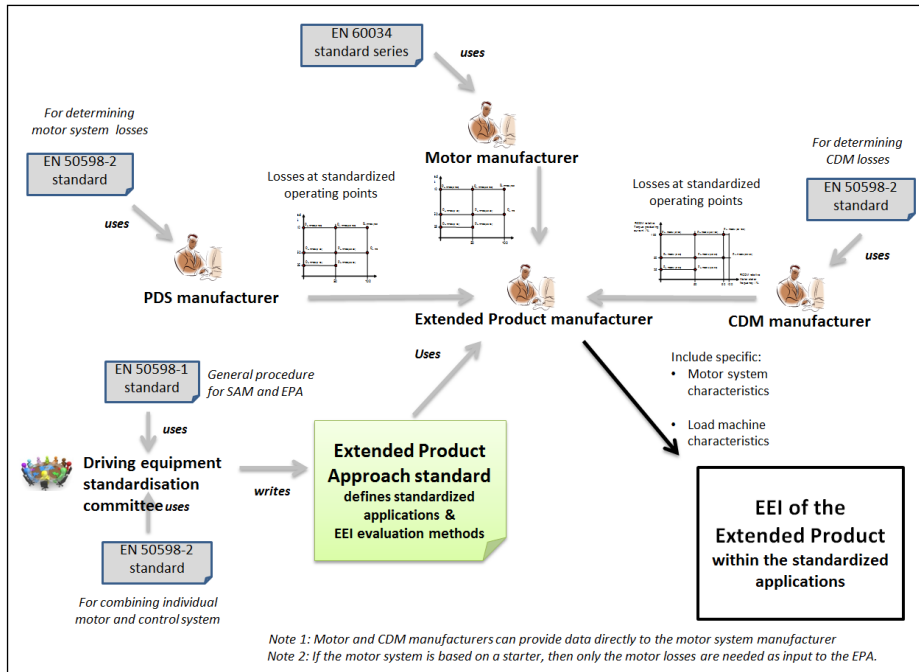 EN 60034
standard series
uses
For determining
motor system losses
EN 50598-2
standard
uses
Motor manufacturer
For determining
CDM losses
EN 50598-2
standard
uses
Losses at standardized
operating points
Losses at standardized
operating points
PDS manufacturer
Extended Product manufacturer
CDM manufacturer
EN 50598-1
standard
General procedure
for SAM and EPA
uses
Uses
Include specific:
• Motor system
characteristics
• Load machine
characteristics
Driving equipment
standardisation
committee
uses
writes
Extended Product
Approach standard
defines standardized
applications &
EEI evaluation methods
EN 50598-2
standard
For combining individual
motor and control system
EEI of the
Extended Product
within the standardized
applications
Note 1: Motor and CDM manufacturers can provide data directly to the motor system manufacturer
Note 2: If the motor system is based on a starter, then only the motor losses are needed as input to the EPA.